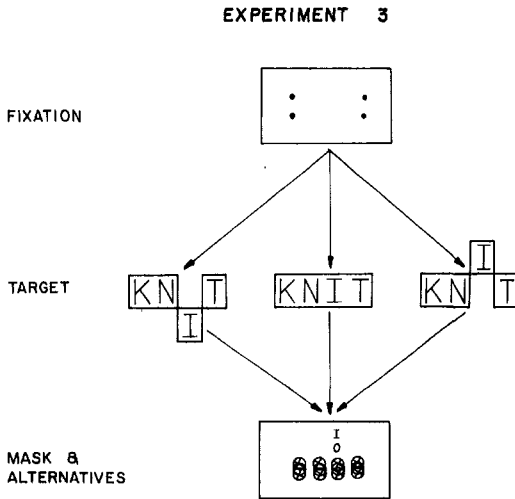 EXPERIMENT 3
FIXATION
TARGET
KN I T
KNIT
KN I T
I
O
MASK &
ALTERNATIVES